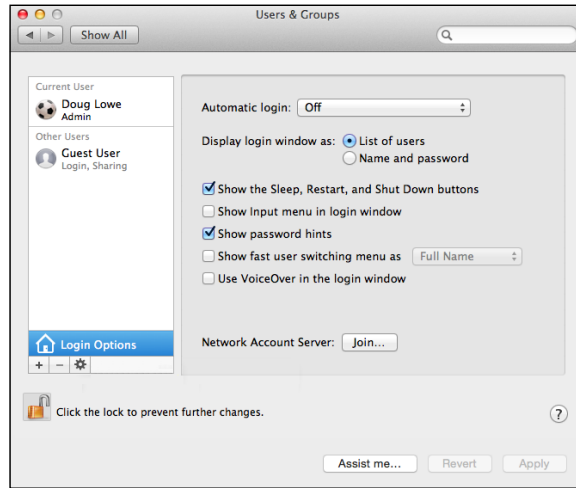 Users & Groups
Show All
Current User
Doug Lowe
Admin
Other Users
Guest User
Login, Sharing
Login Options
+ −
Automatic login: Off
Display login window as: List of users
Name and password
Show the Sleep, Restart, and Shut Down buttons
Show Input menu in login window
Show password hints
Show fast user switching menu as Full Name
Use VoiceOver in the login window
Network Account Server: Join...
Click the lock to prevent further changes.
?
Assist me... Revert Apply